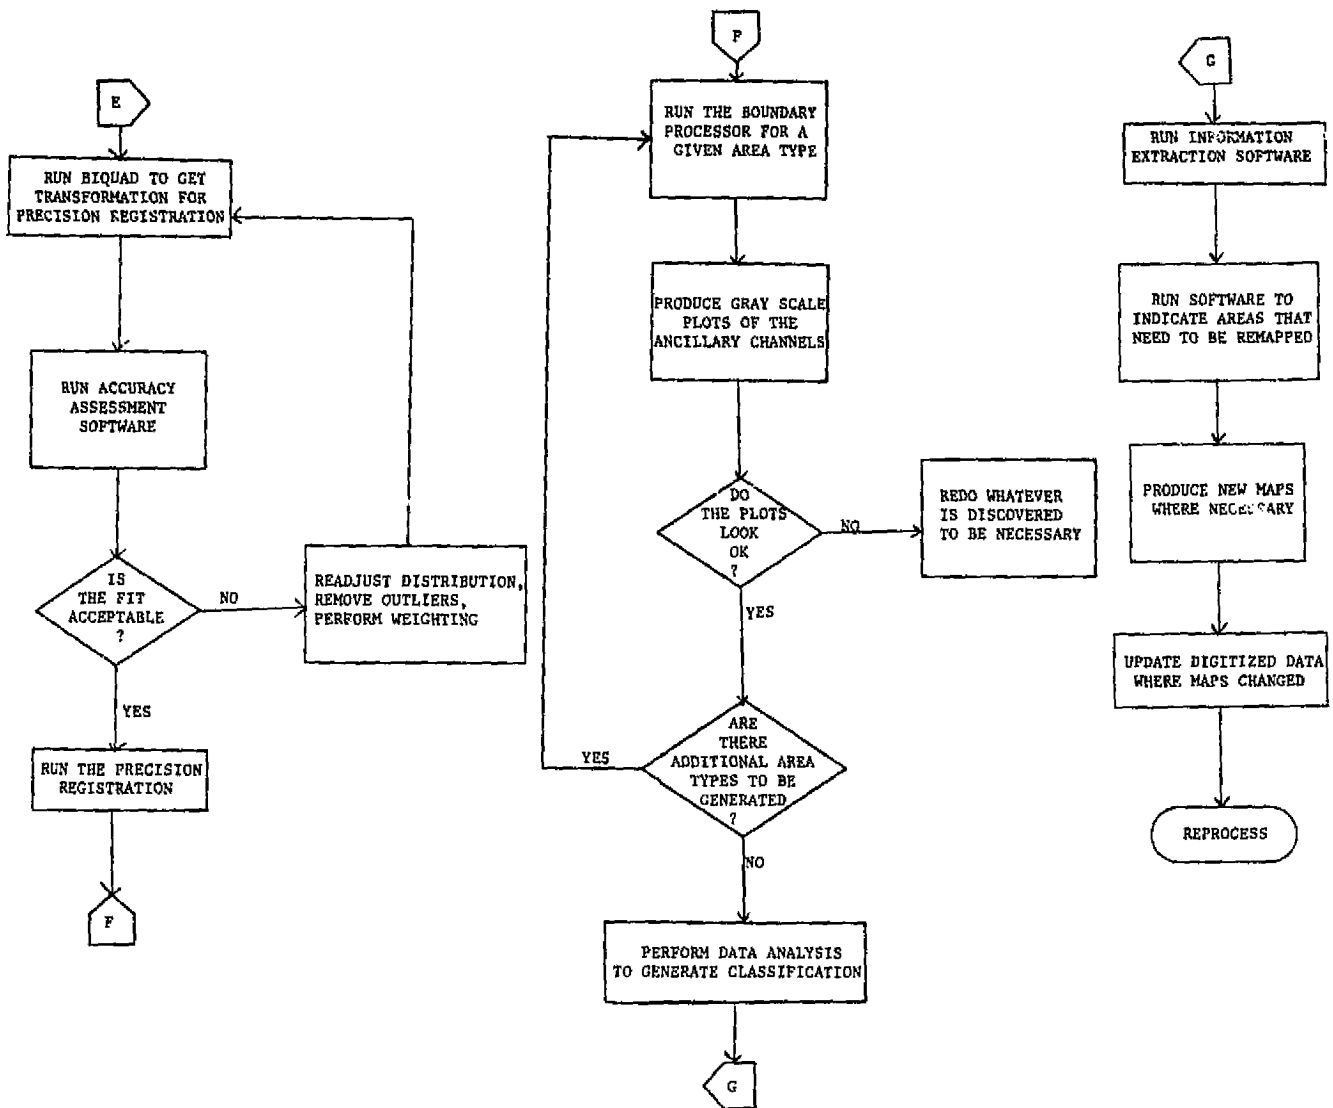 E
RUN BIQUAD TO GET
TRANSFORMATION FOR
PRECISION REGISTRATION
RUN ACCURACY
ASSESSMENT
SOFTWARE
IS
THE FIT
ACCEPTABLE
?
NO
READJUST DISTRIBUTION,
REMOVE OUTLIERS,
PERFORM WEIGHTING
YES
RUN THE PRECISION
REGISTRATION
F
F
RUN THE BOUNDARY
PROCESSOR FOR A
GIVEN AREA TYPE
PRODUCE GRAY SCALE
PLOTS OF THE
ANCILLARY CHANNELS
DO
THE PLOTS
LOOK
OK
?
NO
REDO WHATEVER
IS DISCOVERED
TO BE NECESSARY
YES
ARE
THERE
ADDITIONAL AREA
TYPES TO BE
GENERATED
?
YES
NO
PERFORM DATA ANALYSIS
TO GENERATE CLASSIFICATION
G
G
RUN INFORMATION
EXTRACTION SOFTWARE
RUN SOFTWARE TO
INDICATE AREAS THAT
NEED TO BE REMAPPED
PRODUCE NEW MAPS
WHERE NECESSARY
UPDATE DIGITIZED DATA
WHERE MAPS CHANGED
REPROCESS